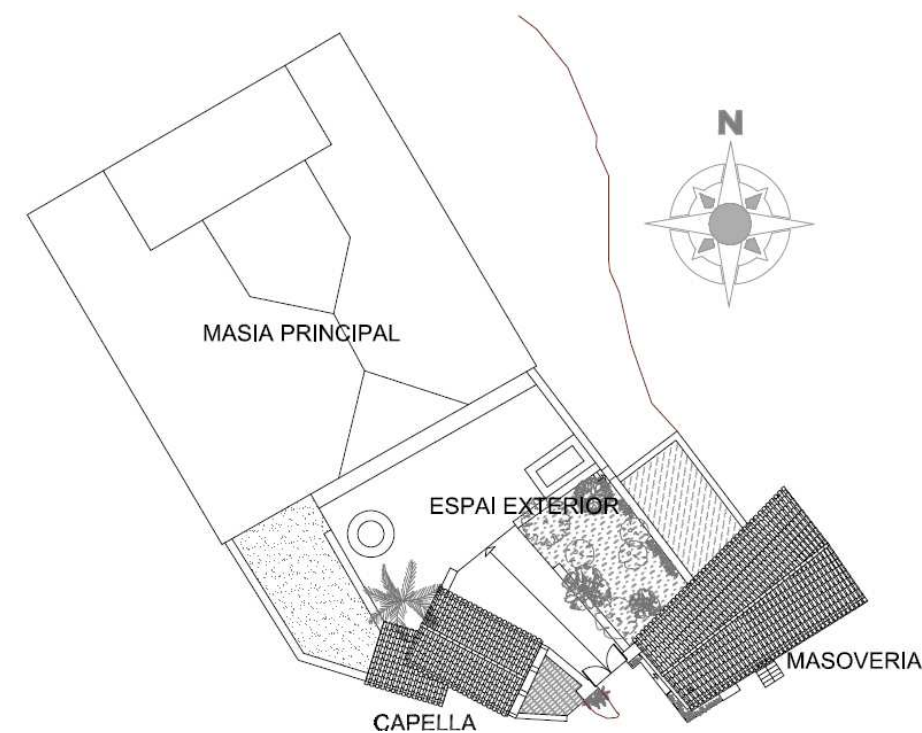 N
MASIA PRINCIPAL
ESPAI EXTERIOR
MASOVERIA
CAPELLA